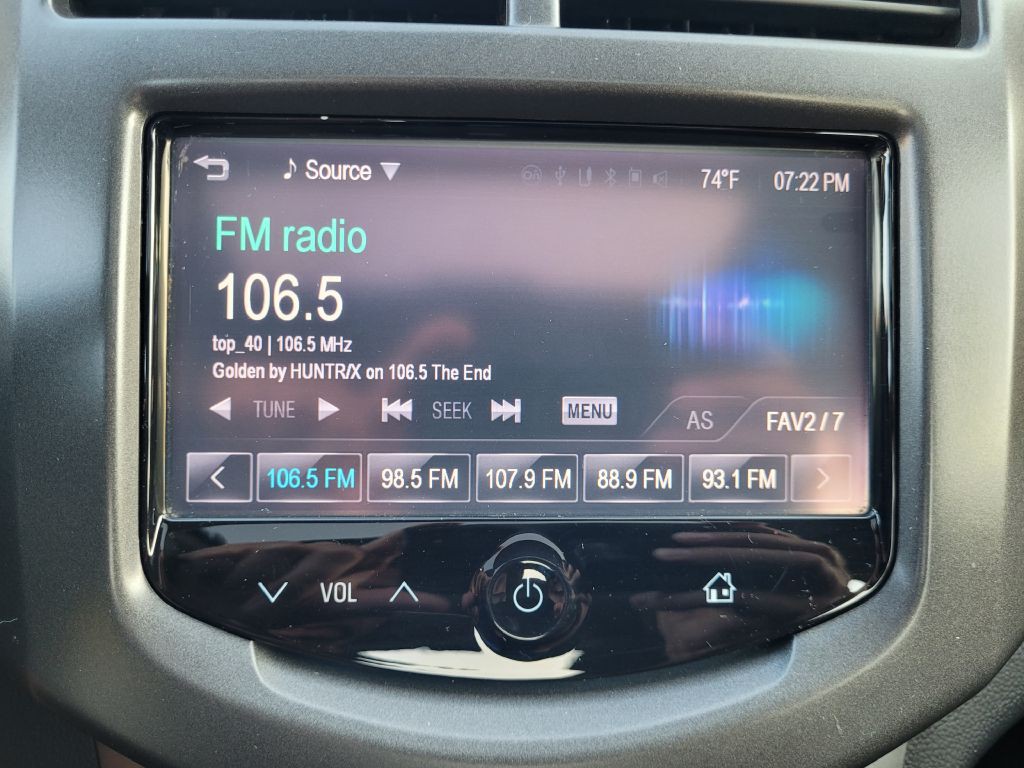 Source 74°F 07:22 PM
FM radio
106.5
top_40 | 106.5 MHz
Golden by HUNTR/X on 106.5 The End
TUNE SEEK MENU AS FAV2 / 7
106.5 FM 98.5 FM 107.9 FM 88.9 FM 93.1 FM
VOL